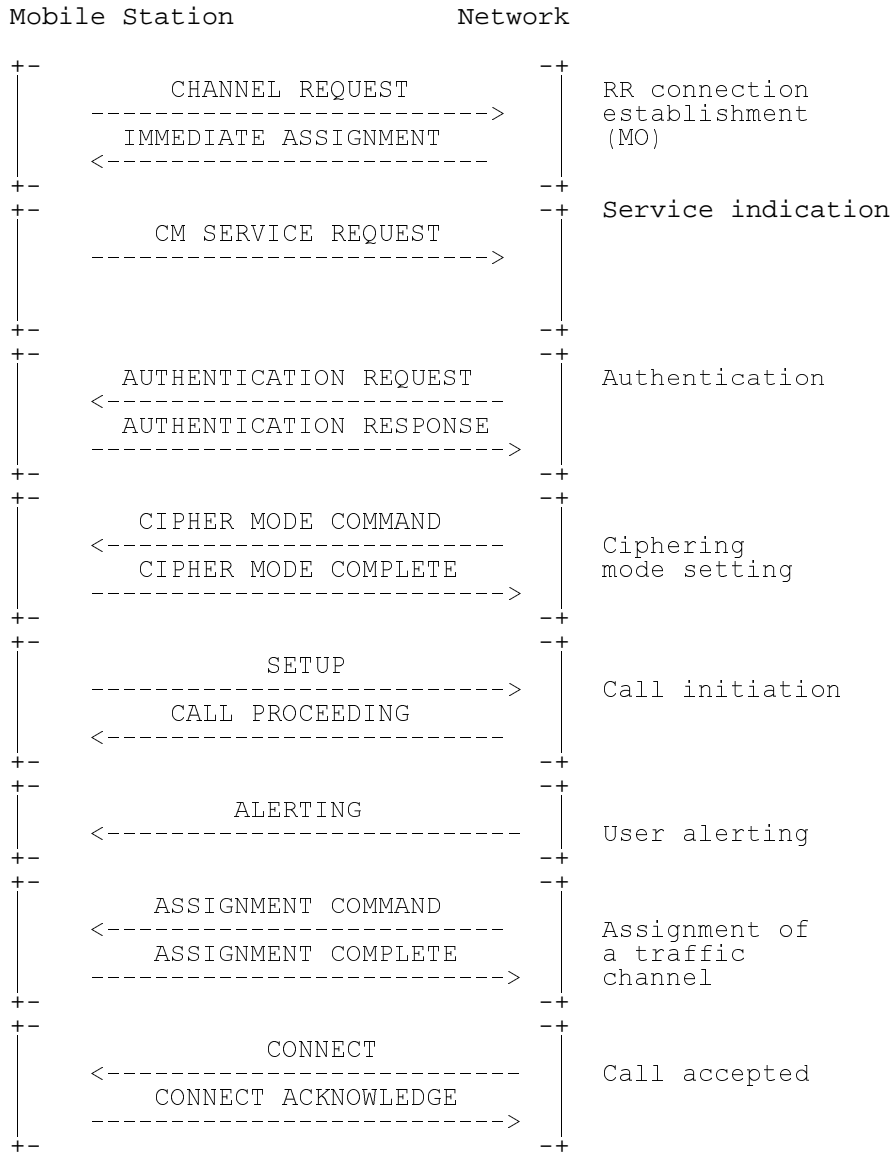 Mobile Station Network
CHANNEL REQUEST RR connection
establishment
IMMEDIATE ASSIGNMENT (MO)
Service indication
CM SERVICE REQUEST
AUTHENTICATION REQUEST Authentication
AUTHENTICATION RESPONSE
CIPHER MODE COMMAND
Ciphering
CIPHER MODE COMPLETE mode setting
SETUP
Call initiation
CALL PROCEEDING
ALERTING
User alerting
ASSIGNMENT COMMAND
Assignment of
ASSIGNMENT COMPLETE a traffic
channel
CONNECT
Call accepted
CONNECT ACKNOWLEDGE